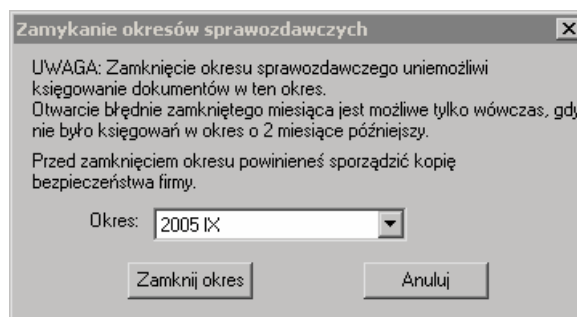 Zamykanie okresów sprawozdawczych
UWAGA: Zamknięcie okresu sprawozdawczego uniemożliwi
księgowanie dokumentów w ten okres.
Otwarcie błędnie zamkniętego miesiąca jest możliwe tylko wówczas, gdy
nie było księgowań w okres o 2 miesiące późniejszy.
Przed zamknięciem okresu powinieneś sporządzić kopię
bezpieczeństwa firmy.
Okres: 2005 IX
Zamknij okres Anuluj